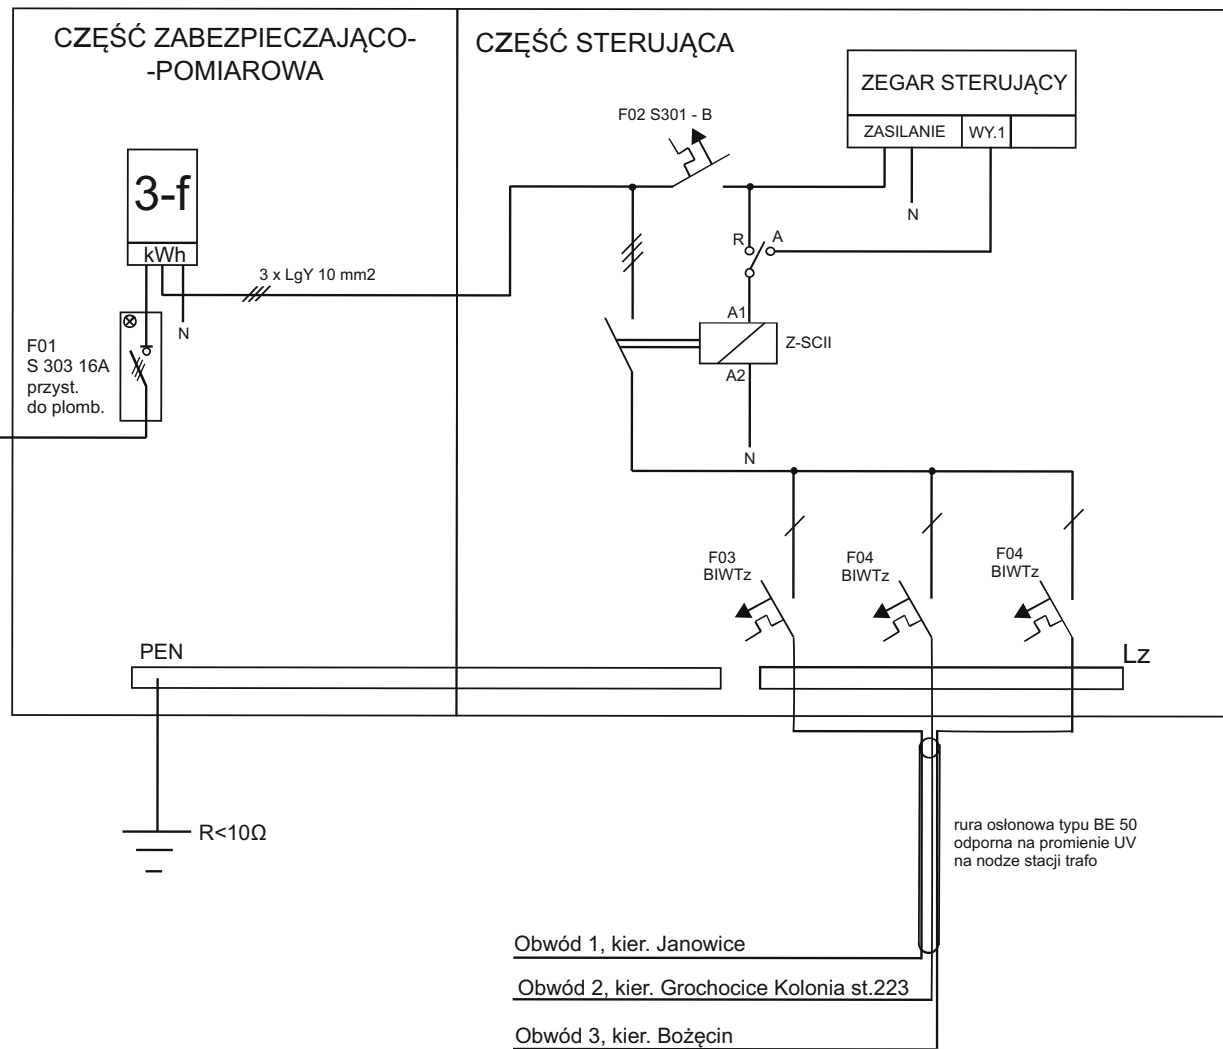 CZĘŚĆ ZABEZPIECZAJĄCO-
-POMIAROWA
CZĘŚĆ STERUJĄCA
ZEGAR STERUJĄCY
ZASILANIE
WY.1
F02 S301 - B
N
3-f
kWh
3 x LgY 10 mm2
N
F01
S 303 16A
przyst.
do plomb.
R
A
A1
Z-SCII
A2
N
F03
BIWTz
F04
BIWTz
F04
BIWTz
PEN
Lz
R<10Ω
rura osłonowa typu BE 50
odporna na promienie UV
na nodze stacji trafo
Obwód 1, kier. Janowice
Obwód 2, kier. Grochocice Kolonia st.223
Obwód 3, kier. Bożęcin